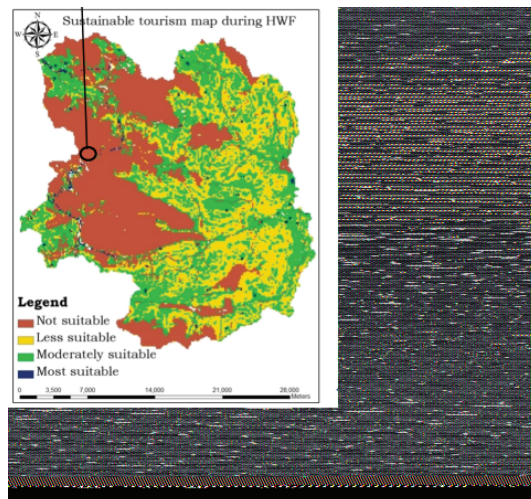 Sustainable tourism map during HWF
N
W E
S
Legend
Not suitable
Less suitable
Moderately suitable
Most suitable
0 3,500 7,000 14,000 21,000 28,000
Meters